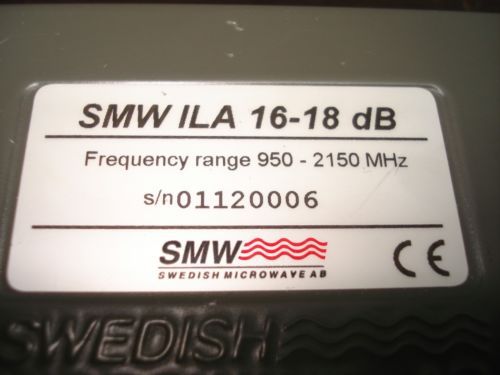 SMW ILA 16-18 dB
Frequency range 950 - 2150 MHz
s/n01120006
SMW
SWEDISH MICROWAVE AB
CE
SWEDISH